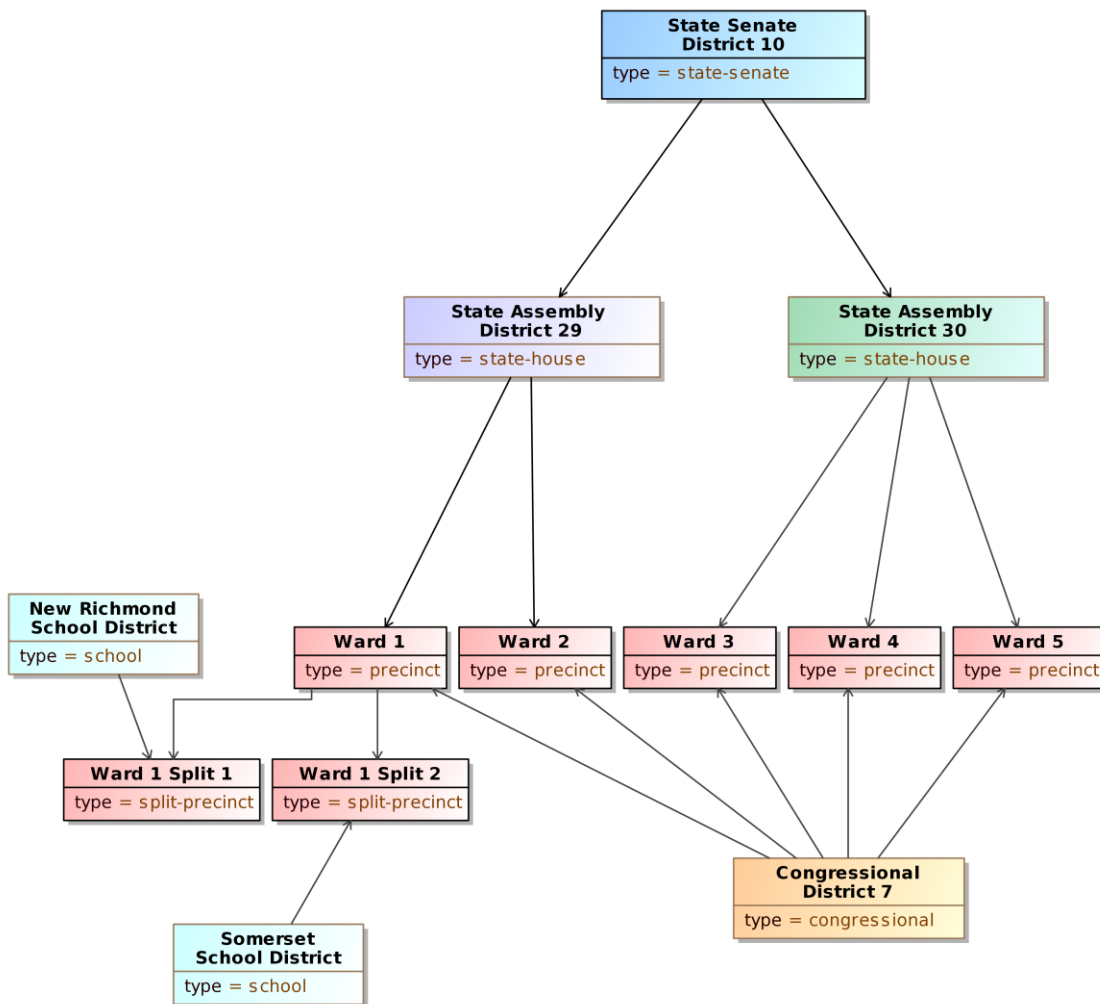 State Senate
District 10
type = state-senate
State Assembly
District 29
type = state-house
State Assembly
District 30
type = state-house
New Richmond
School District
type = school
Ward 1
type = precinct
Ward 2
type = precinct
Ward 3
type = precinct
Ward 4
type = precinct
Ward 5
type = precinct
Ward 1 Split 1
type = split-precinct
Ward 1 Split 2
type = split-precinct
Congressional
District 7
type = congressional
Somerset
School District
type = school